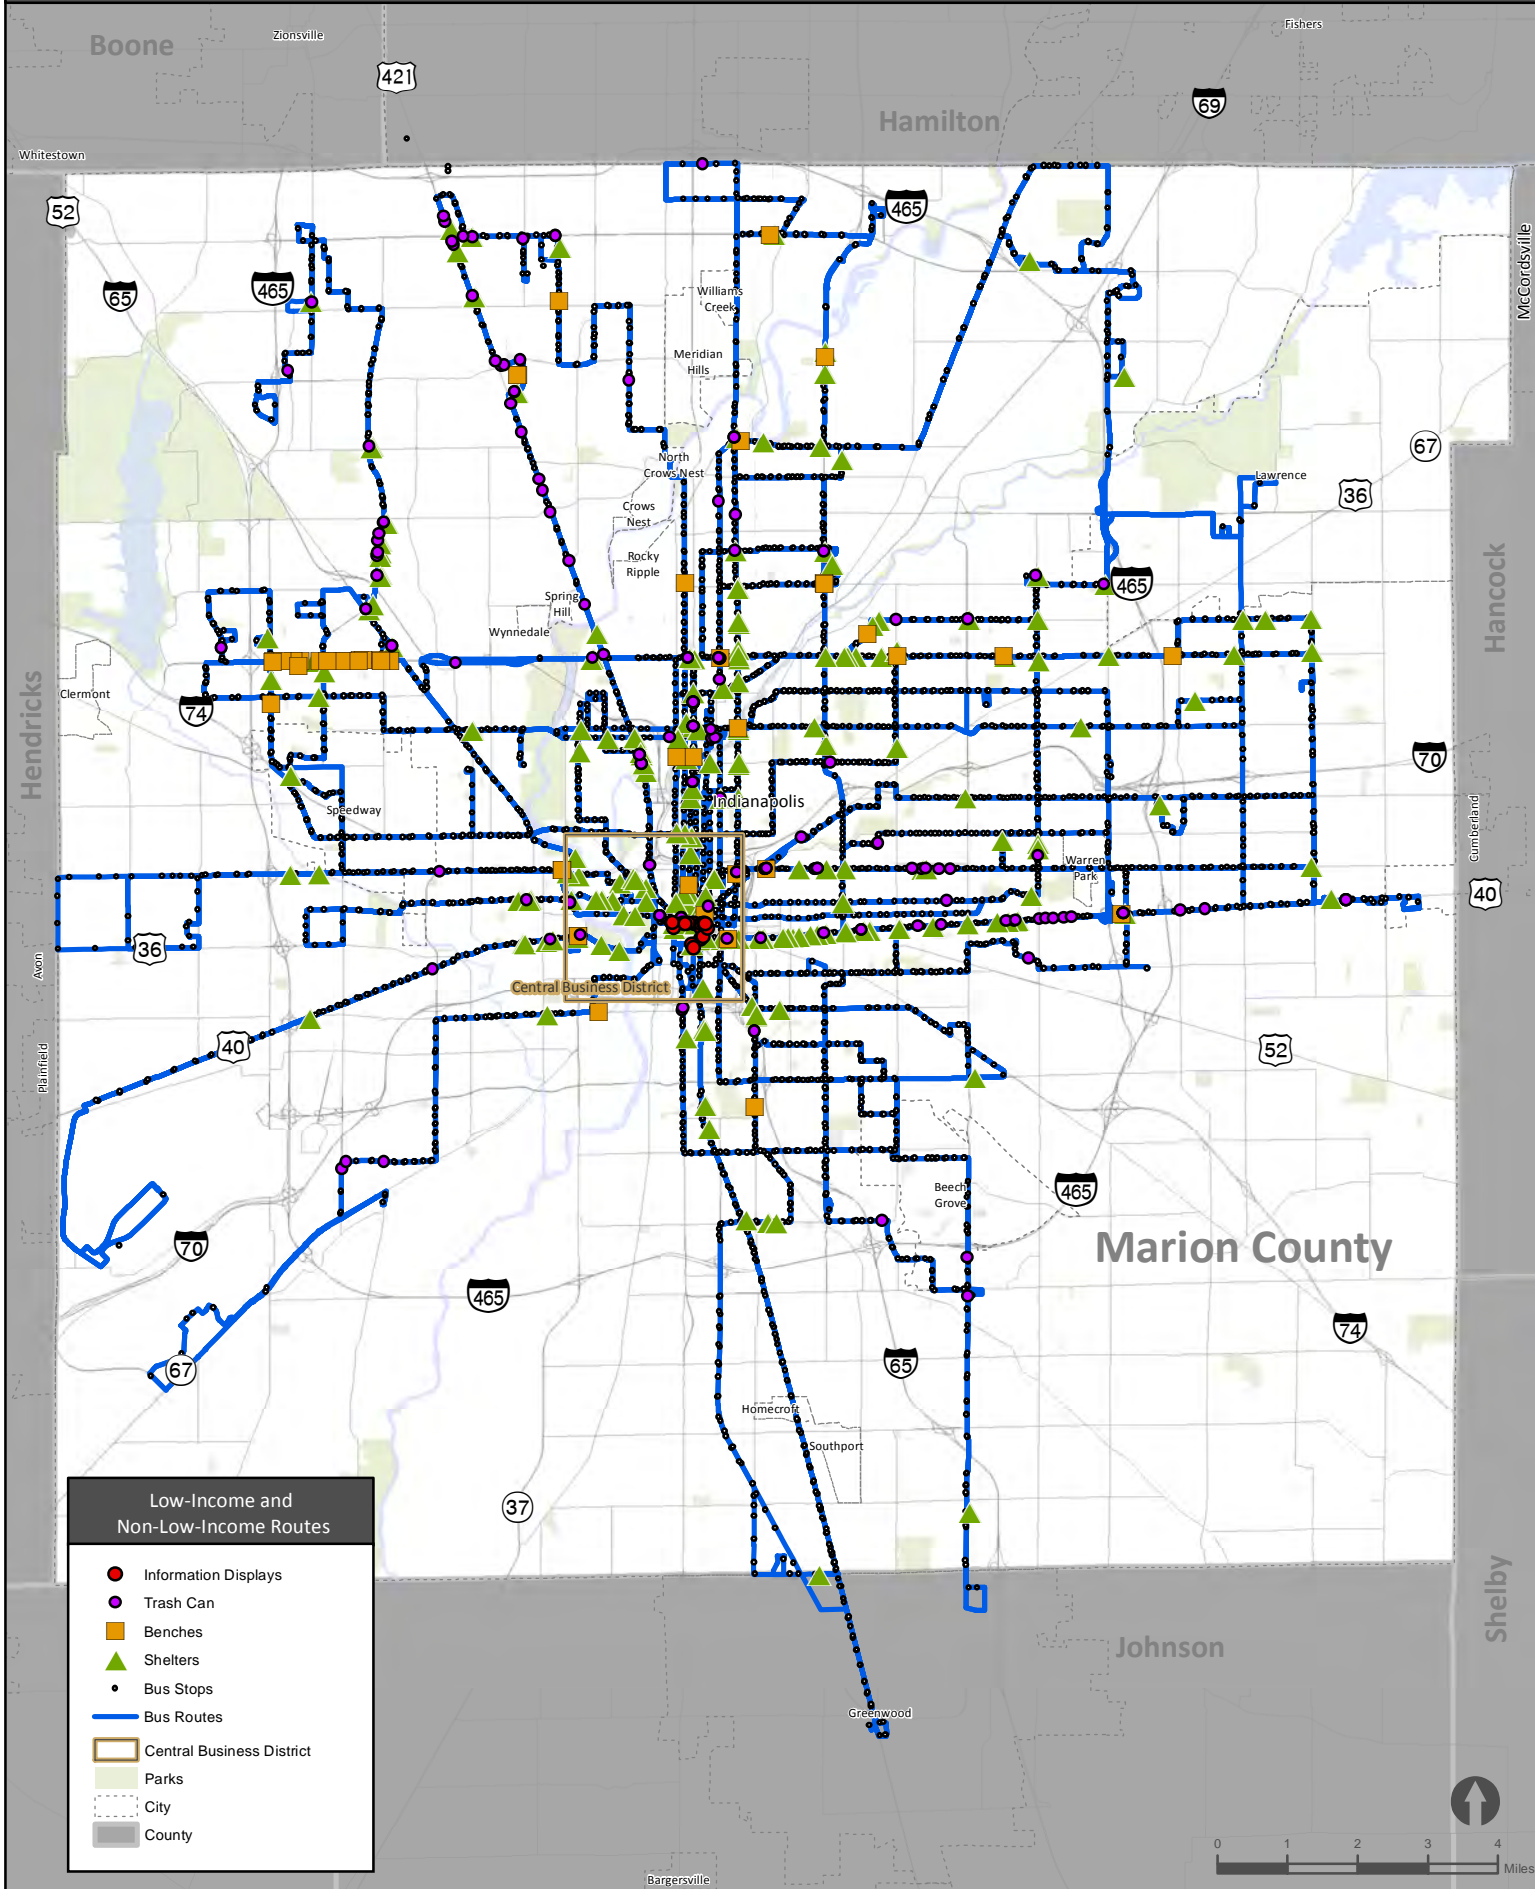 Boone
Zionsville
Fishers
421
69
Hamilton
Whitestown
52
465
McCordsville
65
465
Williams
Creek
Meridian
Hills
67
North
Crows Nest
Lawrence
36
Crows
Nest
Rocky
Ripple
Hancock
465
Spring
Hill
Wynnedale
Clermont
74
Hendricks
70
Speedway
Indianapolis
Cumberland
Warren
Park
40
36
Avon
Central Business District
40
52
Plainfield
Beech
Grove
465
70
Marion County
465
74
65
67
Homecroft
Southport
37
Low-Income and
Non-Low-Income Routes
Information Displays
Trash Can
Benches
Shelters
Bus Stops
Bus Routes
Central Business District
Parks
City
County
Shelby
Johnson
Greenwood
0 1 2 3 4
Miles
Bargersville